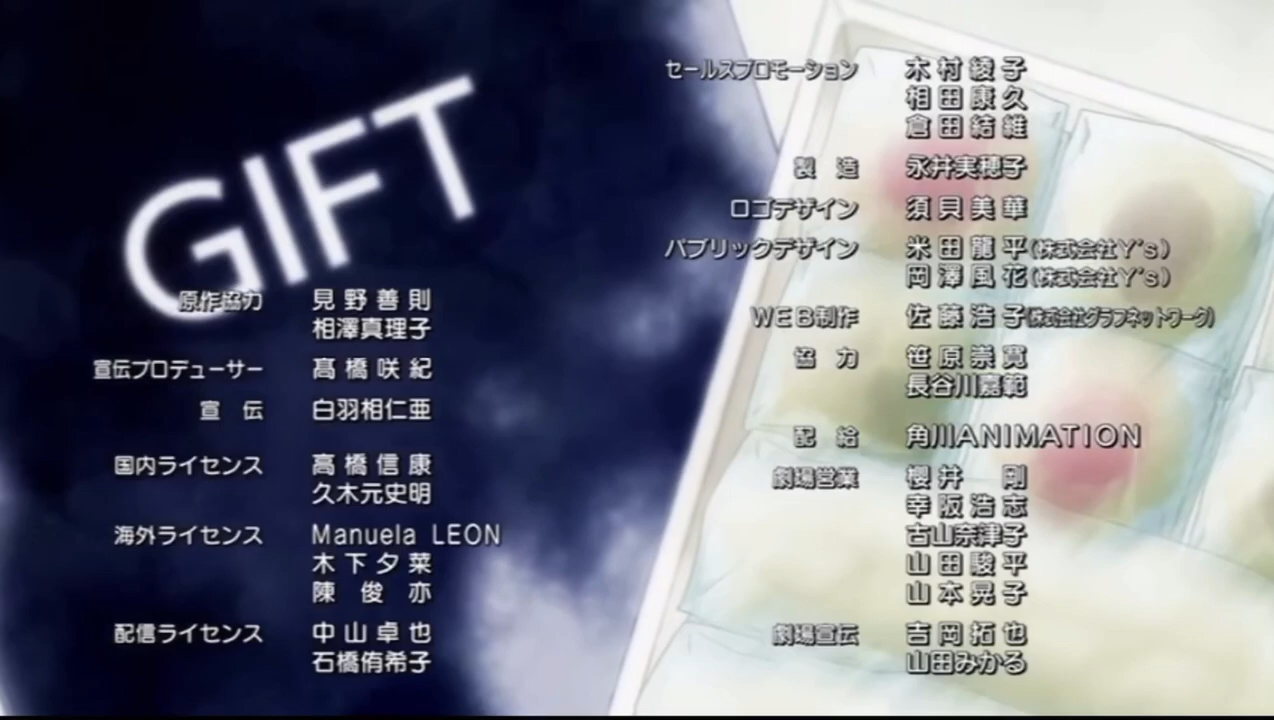 GIFT
原作協力 見野善則
相澤真理子
宣伝プロデューサー 髙橋咲紀
宣伝 白羽相仁亜
国内ライセンス 高橋信康
久木元史明
海外ライセンス Manuela LEON
木下夕菜
陳俊亦
配信ライセンス 中山卓也
石橋侑希子
セールスプロモーション 木村綾子
相田康久
倉田結維
製造 永井実穂子
ロゴデザイン 須貝美華
パブリックデザイン 米田龍平(株式会社Y's)
岡澤風花(株式会社Y's)
WEB制作 佐藤浩子(株式会社グラフネットワーク)
協力 笹原崇寛
長谷川嘉範
配給 角川ANIMATION
劇場営業 櫻井剛
幸阪浩志
古山奈津子
山田駿平
山本晃子
劇場宣伝 吉岡拓也
山田みかる